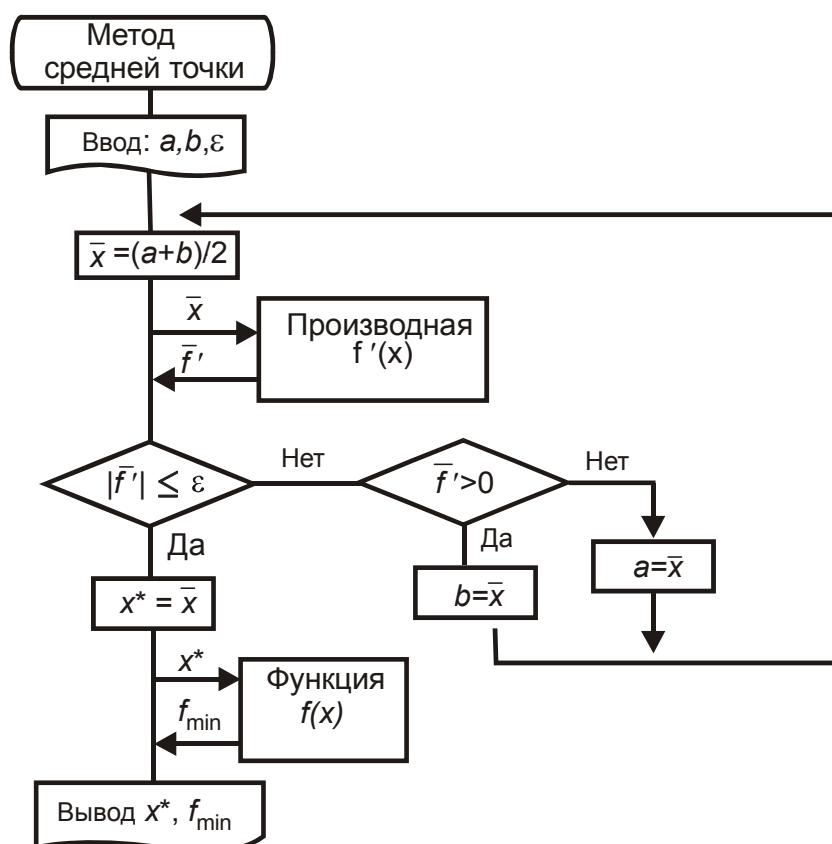 Метод
средней точки
Ввод: a,b,ε
x̄ =(a+b)/2
x̄
Производная
f ′(x)
f̄ ′
|f̄ ′| ≤ ε
Нет
f̄ ′>0
Нет
Да
Да
a=x̄
x* = x̄
b=x̄
x*
Функция
f(x)
fmin
Вывод x*, fmin